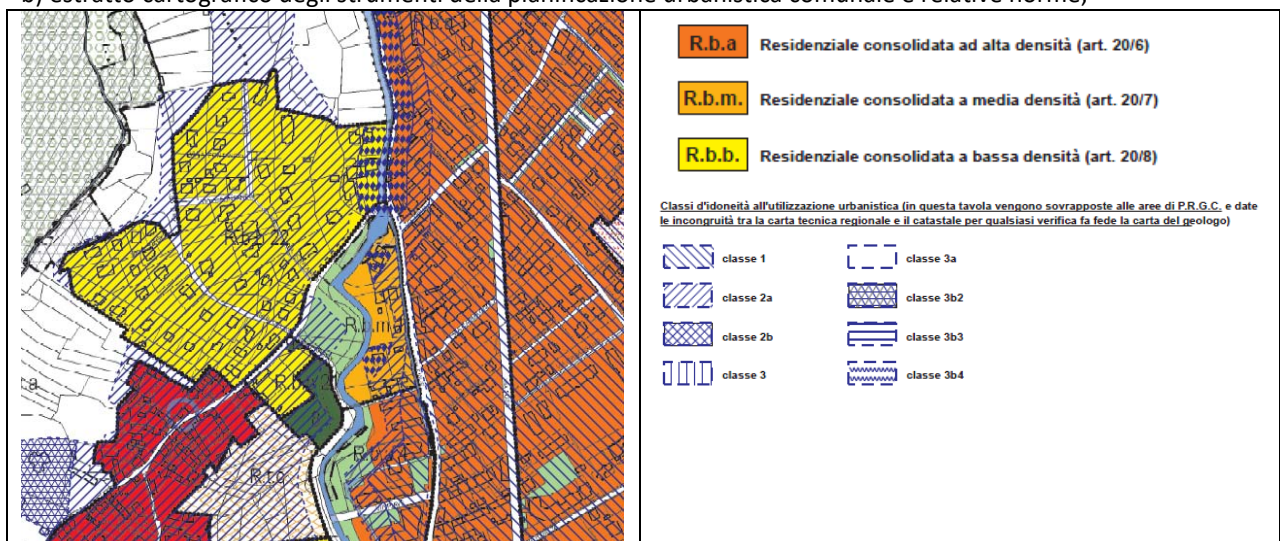 b) estratto cartografico degli strumenti della pianificazione urbanistica comunale e relative norme)
R.b.a Residenziale consolidata ad alta densità (art. 20/6)
R.b.m. Residenziale consolidata a media densità (art. 20/7)
R.b.b. Residenziale consolidata a bassa densità (art. 20/8)
Classi d'idoneità all'utilizzazione urbanistica (in questa tavola vengono sovrapposte alle aree di P.R.G.C. e date
le incongruità tra la carta tecnica regionale e il catastale per qualsiasi verifica fa fede la carta del geologo)
classe 1
classe 2a
classe 2b
classe 3
classe 3a
classe 3b2
classe 3b3
classe 3b4